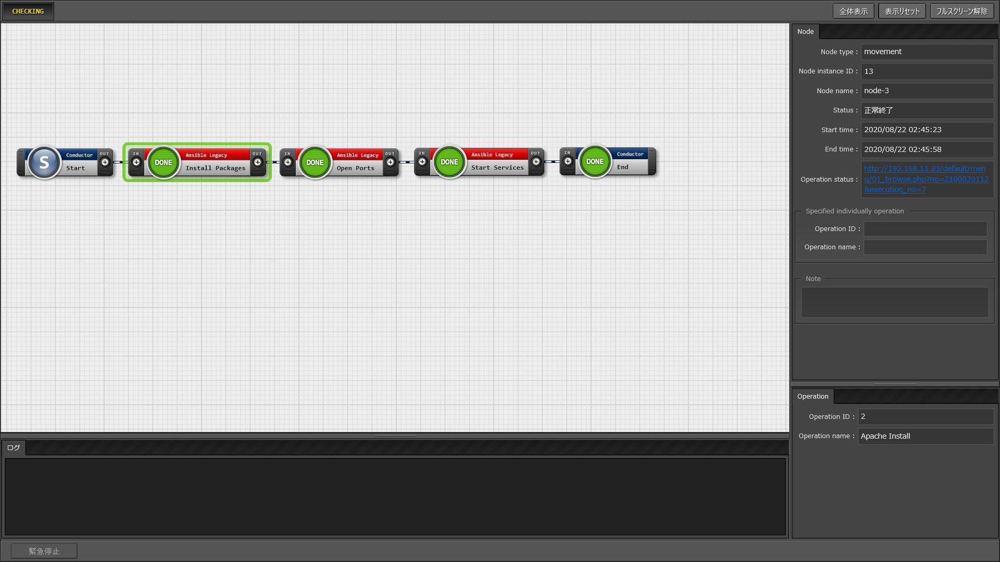 CHECKING
全体表示
表示リセット
フルスクリーン解除
S
Conductor
Start
OUT
IN
DONE
Ansible Legacy
Install Packages
OUT
IN
DONE
Ansible Legacy
Open Ports
OUT
IN
DONE
Ansible Legacy
Start Services
OUT
IN
DONE
Conductor
End
Node
Node type : movement
Node instance ID : 13
Node name : node-3
Status : 正常終了
Start time : 2020/08/22 02:45:23
End time : 2020/08/22 02:45:58
Operation status : http://192.168.11.23/default/men
u/01_browse.php?no=2100020112
&execution_no=7
Specified individually operation
Operation ID :
Operation name :
Note
Operation
Operation ID : 2
Operation name : Apache Install
ログ
緊急停止